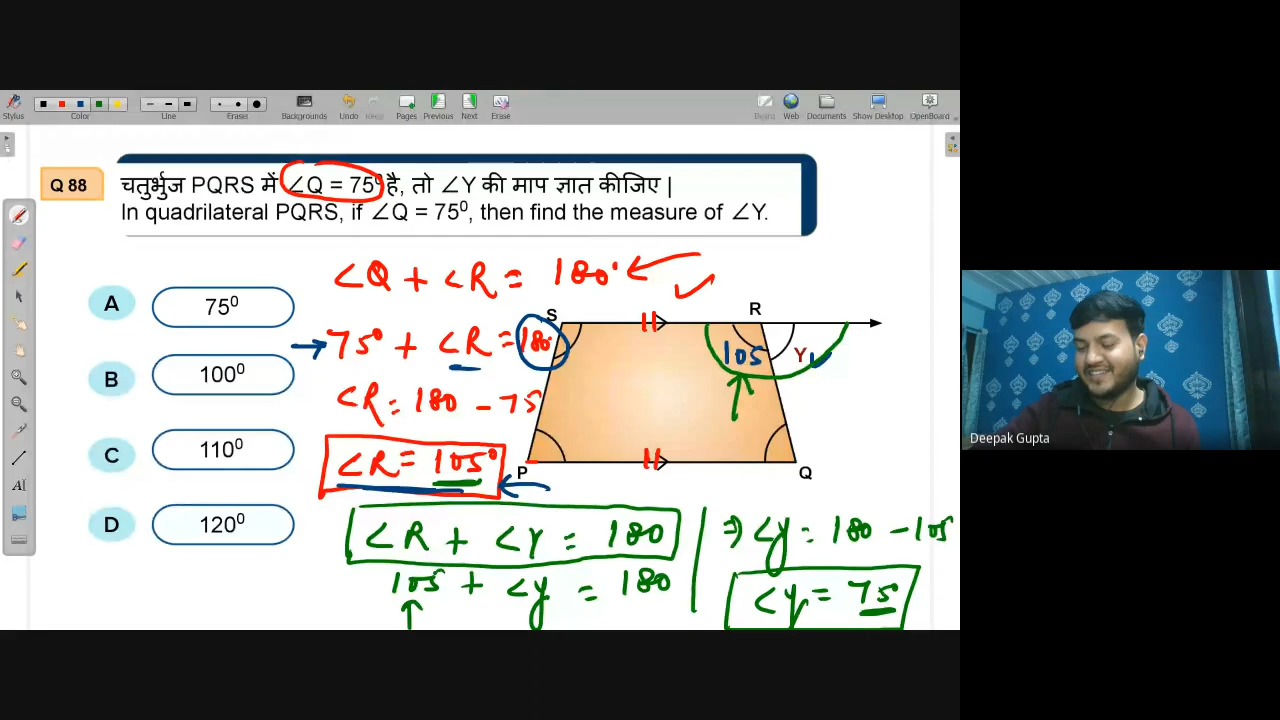 Stylus
Color
Line
Eraser
Backgrounds
Undo
Pages
Previous
Next
Erase
Board
Web
Documents
Show Desktop
OpenBoard
Q 88
चतुर्भुज PQRS में ∠Q = 75⁰ है, तो ∠Y की माप ज्ञात कीजिए |
In quadrilateral PQRS, if ∠Q = 75⁰, then find the measure of ∠Y.
A 75⁰
B 100⁰
C 110⁰
D 120⁰
∠Q + ∠R = 180°
75° + ∠R = 180°
∠R = 180 - 75
∠R = 105°
S
R
105
Y
P
Q
∠R + ∠Y = 180
105 + ∠y = 180
⇒ ∠y = 180 - 105
∠y = 75
Deepak Gupta